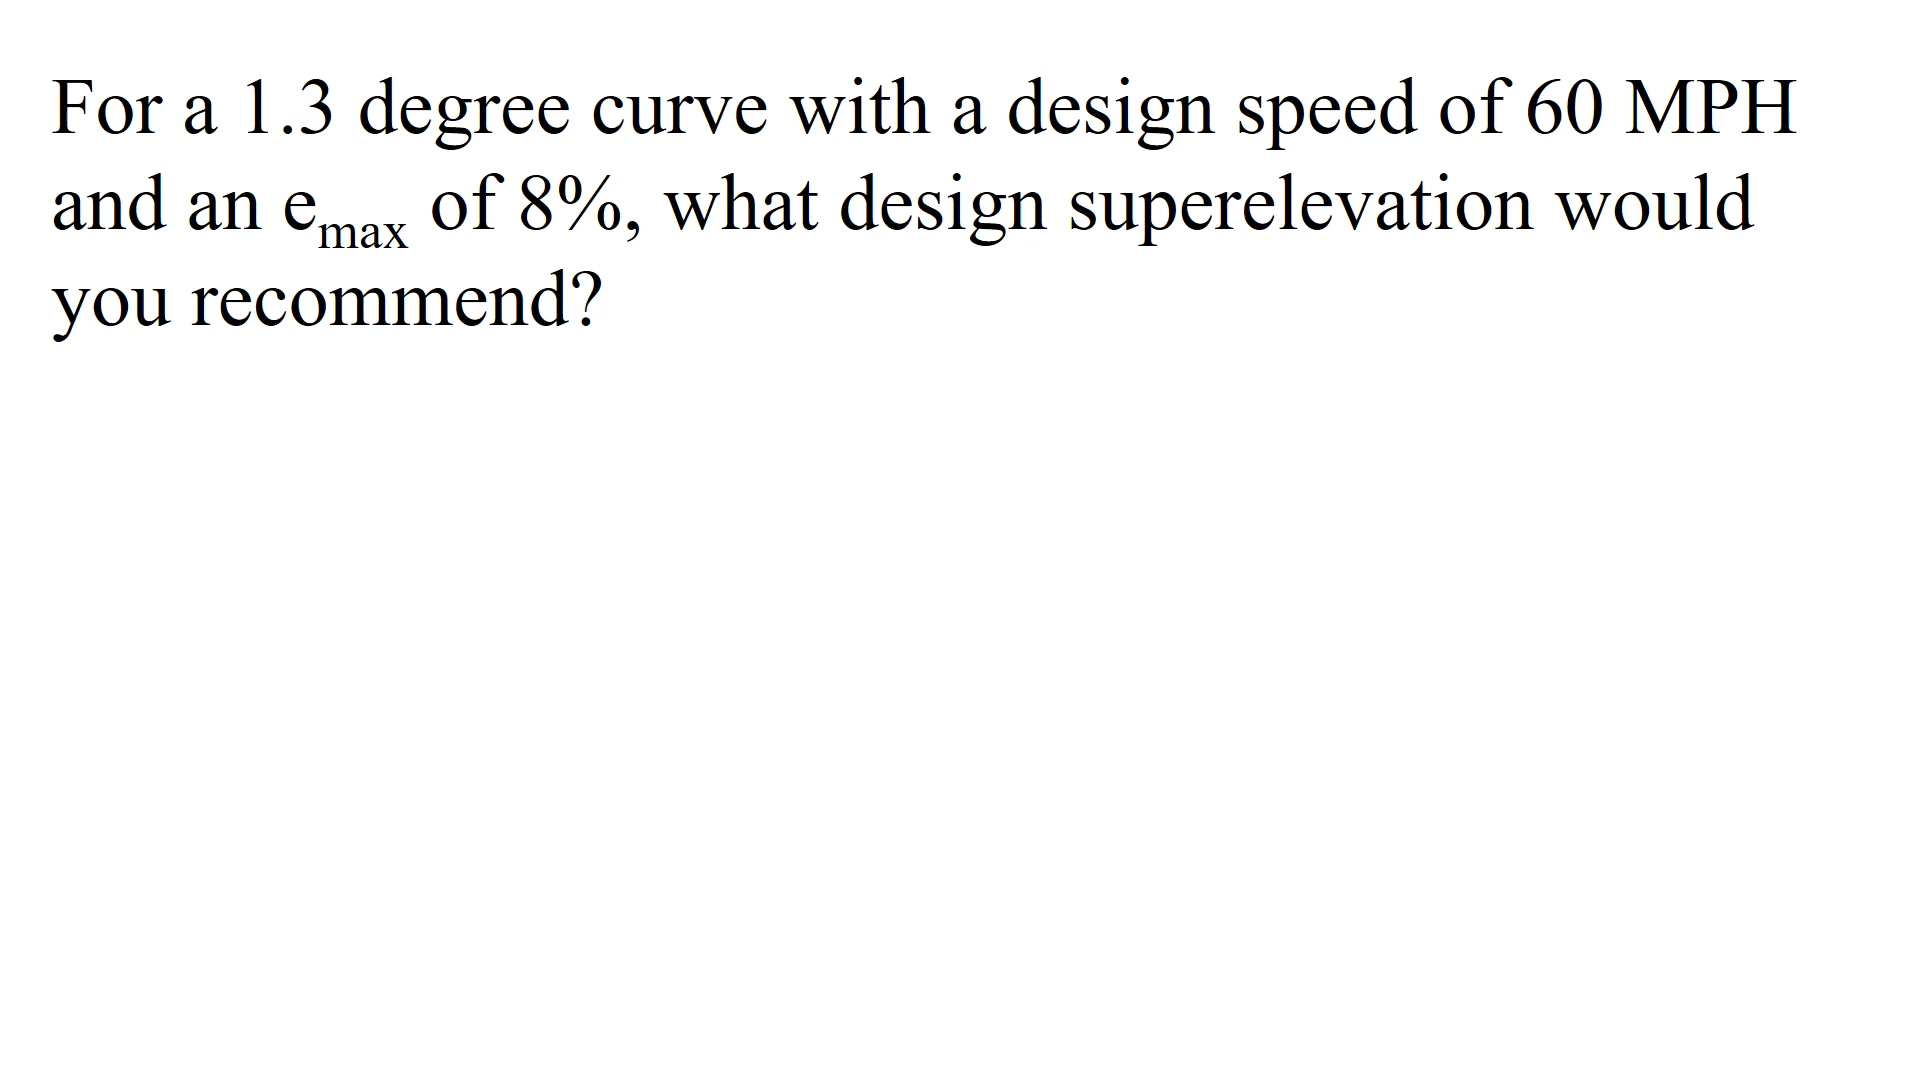 For a 1.3 degree curve with a design speed of 60 MPH
and an emax of 8%, what design superelevation would
you recommend?